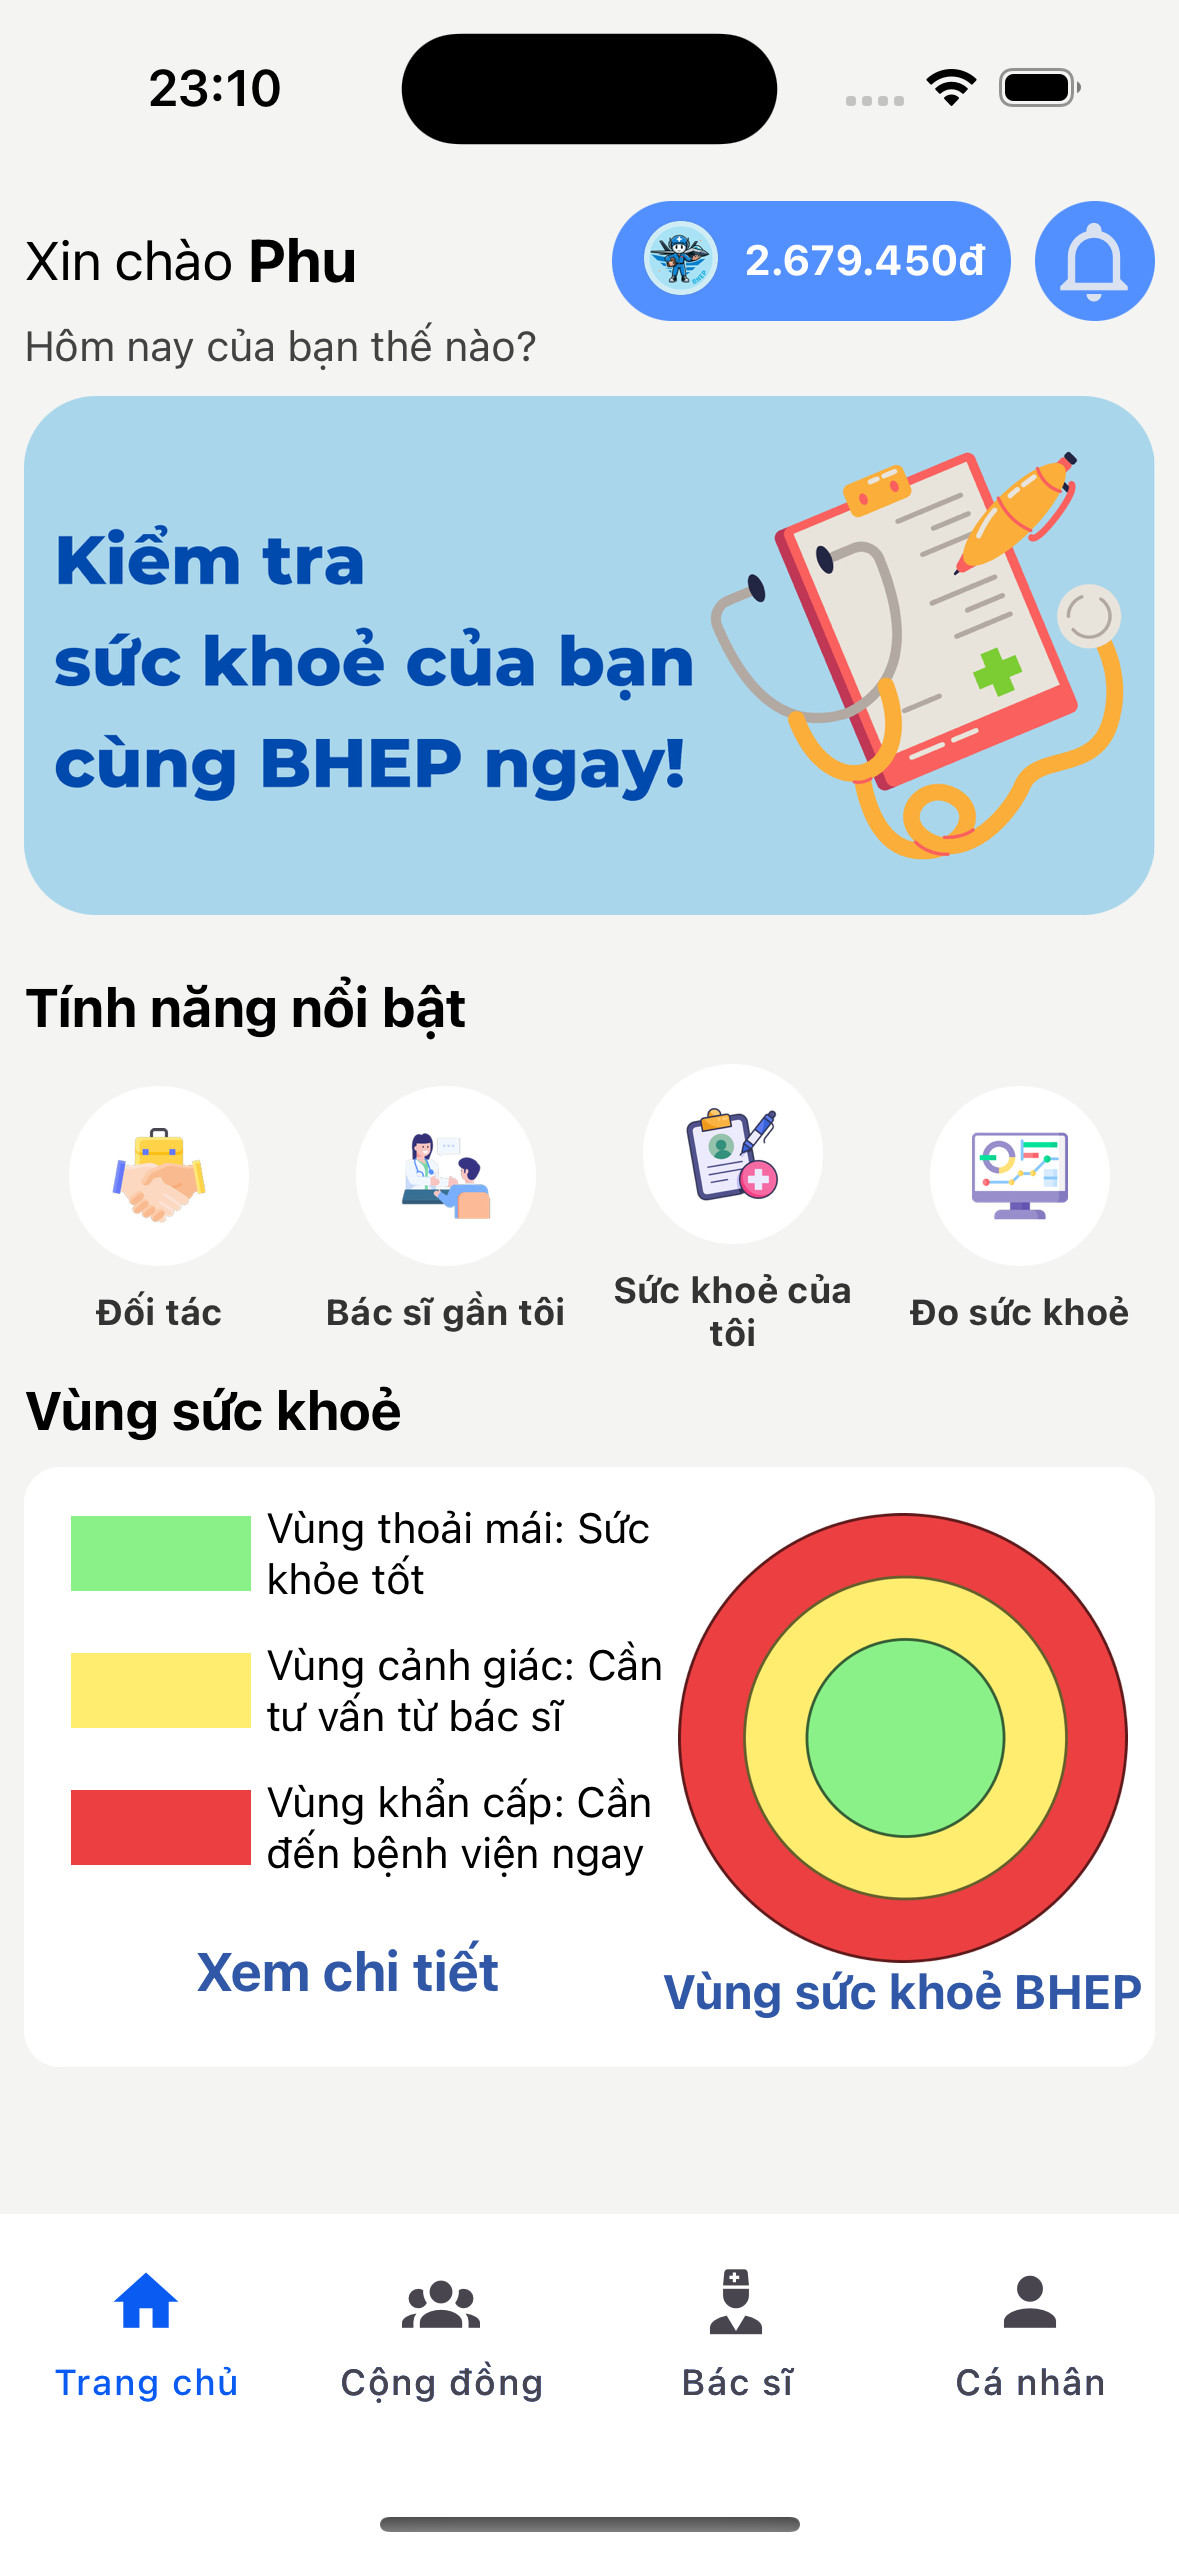 23:10
Xin chào Phu
2.679.450đ
Hôm nay của bạn thế nào?
Kiểm tra
sức khoẻ của bạn
cùng BHEP ngay!
Tính năng nổi bật
Đối tác
Bác sĩ gần tôi
Sức khoẻ của
tôi
Đo sức khoẻ
Vùng sức khoẻ
Vùng thoải mái: Sức
khỏe tốt
Vùng cảnh giác: Cần
tư vấn từ bác sĩ
Vùng khẩn cấp: Cần
đến bệnh viện ngay
Xem chi tiết
Vùng sức khoẻ BHEP
Trang chủ
Cộng đồng
Bác sĩ
Cá nhân